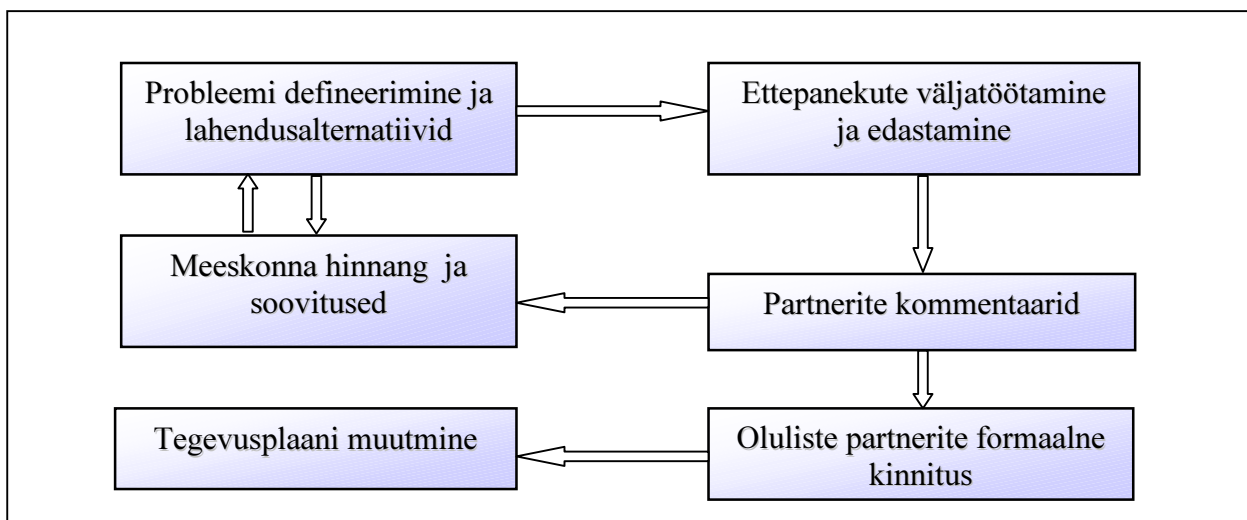 Probleemi defineerimine ja
lahendusalternatiivid
Ettepanekute väljatöötamine
ja edastamine
Meeskonna hinnang ja
soovitused
Partnerite kommentaarid
Tegevusplaani muutmine
Oluliste partnerite formaalne
kinnitus